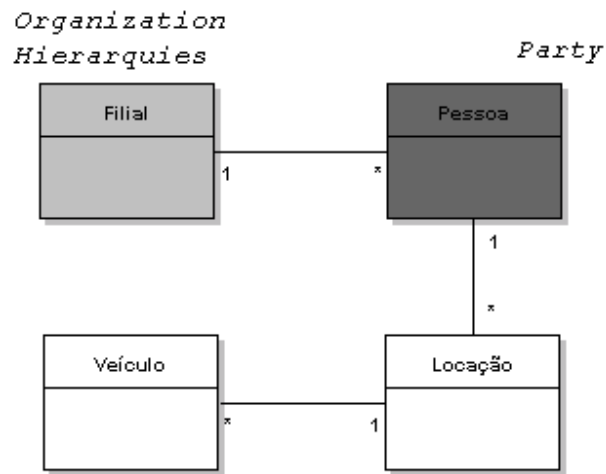 Organization
Hierarquies
Party
Filial
Pessoa
1
*
1
*
Veículo
Locação
*
1